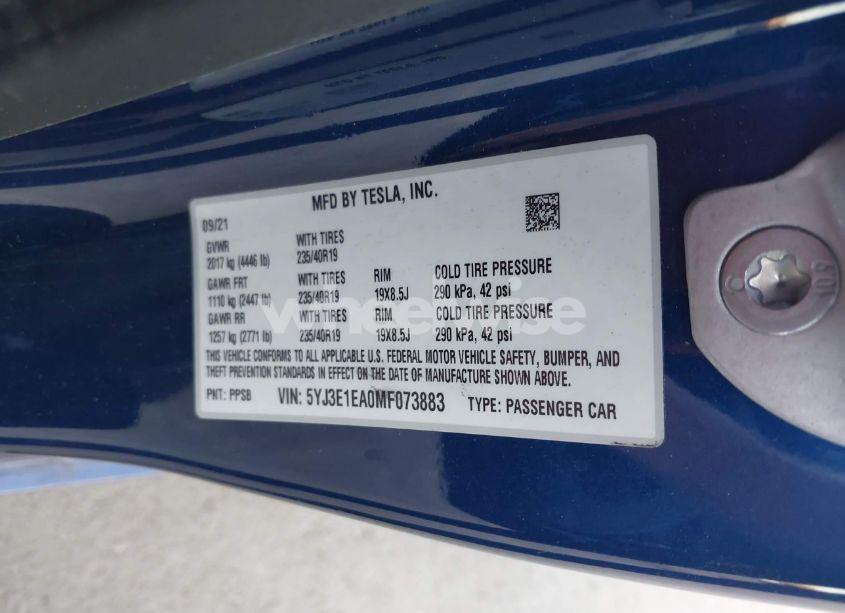 MFD BY TESLA, INC.
09/21
GVWR WITH TIRES
2017 kg (4446 lb) 235/40R19
GAWR FRT WITH TIRES RIM COLD TIRE PRESSURE
1110 kg (2447 lb) 235/40R19 19X8.5J 290 kPa, 42 psi
GAWR RR WITH TIRES RIM COLD TIRE PRESSURE
1257 kg (2771 lb) 235/40R19 19X8.5J 290 kPa, 42 psi
THIS VEHICLE CONFORMS TO ALL APPLICABLE U.S. FEDERAL MOTOR VEHICLE SAFETY, BUMPER, AND
THEFT PREVENTION STANDARDS IN EFFECT ON THE DATE OF MANUFACTURE SHOWN ABOVE.
PNT: PPSB VIN: 5YJ3E1EA0MF073883 TYPE: PASSENGER CAR